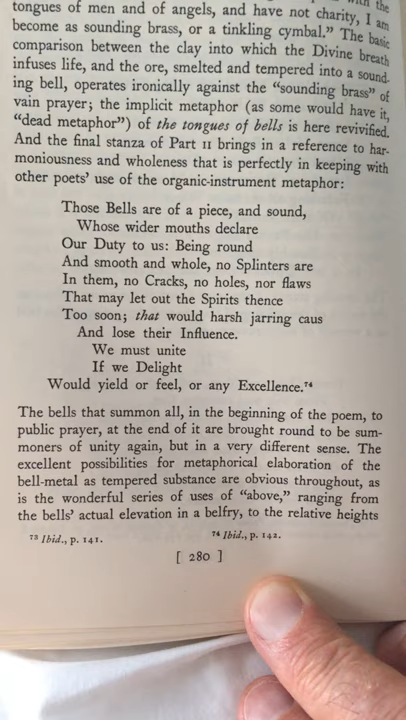 with the
tongues of men and of angels, and have not charity, I am
become as sounding brass, or a tinkling cymbal.” The basic
comparison between the clay into which the Divine breath
infuses life, and the ore, smelted and tempered into a sound-
ing bell, operates ironically against the “sounding brass” of
vain prayer; the implicit metaphor (as some would have it,
“dead metaphor”) of the tongues of bells is here revivified.
And the final stanza of Part II brings in a reference to har-
moniousness and wholeness that is perfectly in keeping with
other poets’ use of the organic-instrument metaphor:
Those Bells are of a piece, and sound,
Whose wider mouths declare
Our Duty to us: Being round
And smooth and whole, no Splinters are
In them, no Cracks, no holes, nor flaws
That may let out the Spirits thence
Too soon; that would harsh jarring caus
And lose their Influence.
We must unite
If we Delight
Would yield or feel, or any Excellence.⁷⁴
The bells that summon all, in the beginning of the poem, to
public prayer, at the end of it are brought round to be sum-
moners of unity again, but in a very different sense. The
excellent possibilities for metaphorical elaboration of the
bell-metal as tempered substance are obvious throughout, as
is the wonderful series of uses of “above,” ranging from
the bells’ actual elevation in a belfry, to the relative heights
⁷³ Ibid., p. 141. ⁷⁴ Ibid., p. 142.
[ 280 ]